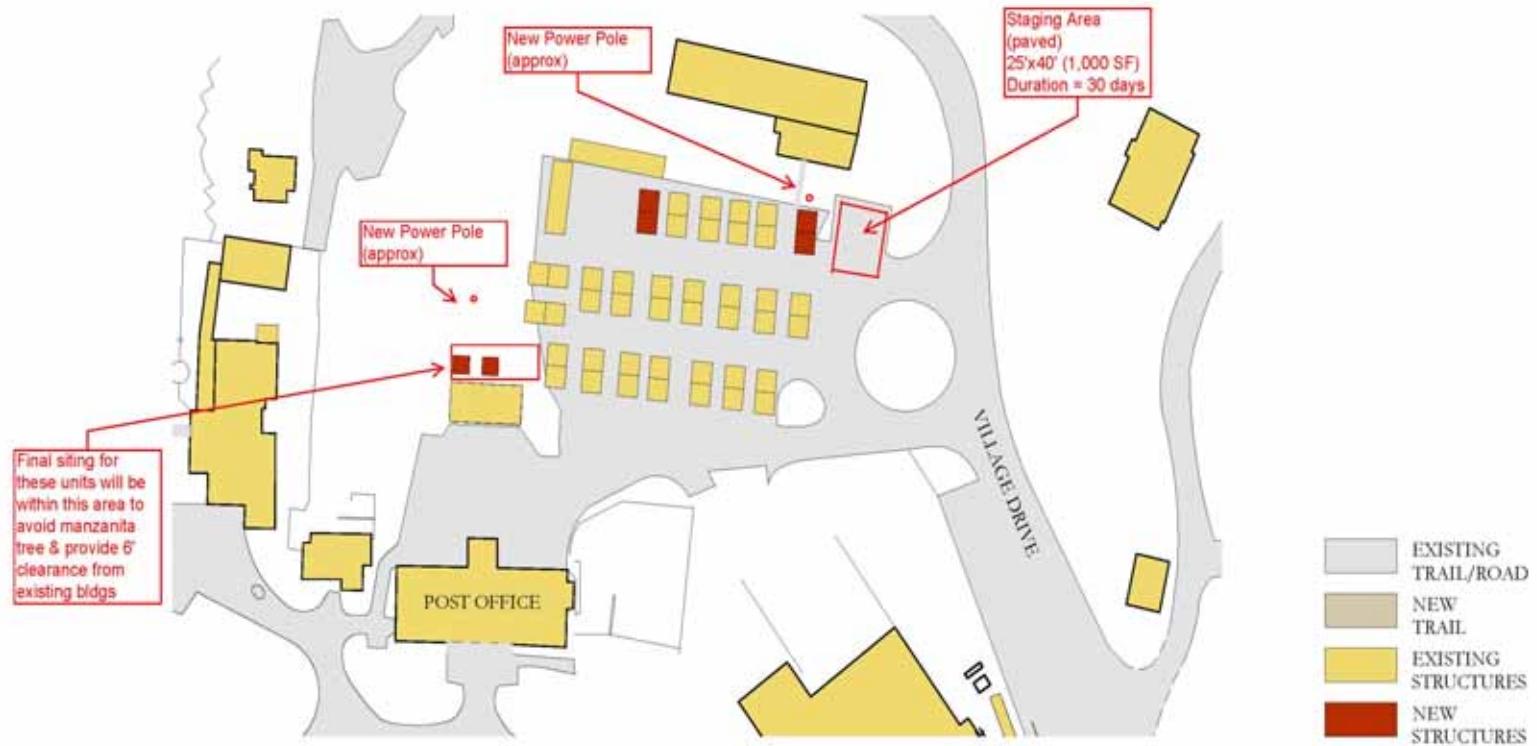 New Power Pole
(approx)
Staging Area
(paved)
25'x40' (1,000 SF)
Duration = 30 days
New Power Pole
(approx)
Final siting for
these units will be
within this area to
avoid manzanita
tree & provide 6'
clearance from
existing bldgs
POST OFFICE
VILLAGE DRIVE
EXISTING
TRAIL/ROAD
NEW
TRAIL
EXISTING
STRUCTURES
NEW
STRUCTURES